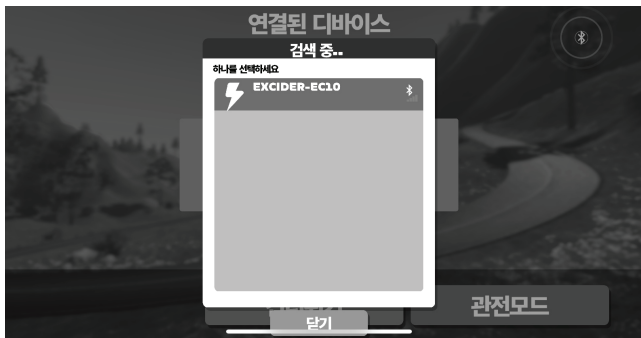 연결된 디바이스
검색 중..
하나를 선택하세요
EXCIDER-EC10
관전모드
닫기